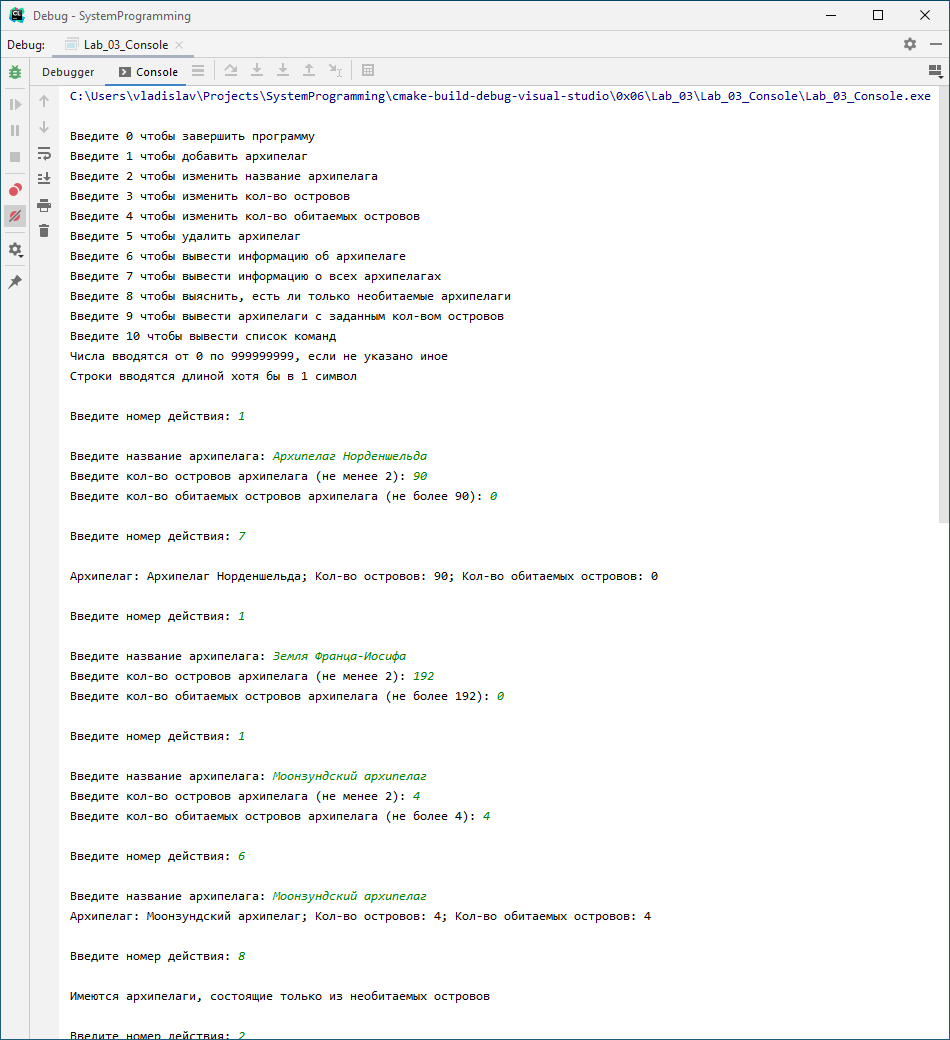 Debug - SystemProgramming
Debug: Lab_03_Console
Debugger Console
C:\Users\vladislav\Projects\SystemProgramming\cmake-build-debug-visual-studio\0x06\Lab_03\Lab_03_Console\Lab_03_Console.exe
Введите 0 чтобы завершить программу
Введите 1 чтобы добавить архипелаг
Введите 2 чтобы изменить название архипелага
Введите 3 чтобы изменить кол-во островов
Введите 4 чтобы изменить кол-во обитаемых островов
Введите 5 чтобы удалить архипелаг
Введите 6 чтобы вывести информацию об архипелаге
Введите 7 чтобы вывести информацию о всех архипелагах
Введите 8 чтобы выяснить, есть ли только необитаемые архипелаги
Введите 9 чтобы вывести архипелаги с заданным кол-вом островов
Введите 10 чтобы вывести список команд
Числа вводятся от 0 по 999999999, если не указано иное
Строки вводятся длиной хотя бы в 1 символ
Введите номер действия: 1
Введите название архипелага: Архипелаг Норденшельда
Введите кол-во островов архипелага (не менее 2): 90
Введите кол-во обитаемых островов архипелага (не более 90): 0
Введите номер действия: 7
Архипелаг: Архипелаг Норденшельда; Кол-во островов: 90; Кол-во обитаемых островов: 0
Введите номер действия: 1
Введите название архипелага: Земля Франца-Иосифа
Введите кол-во островов архипелага (не менее 2): 192
Введите кол-во обитаемых островов архипелага (не более 192): 0
Введите номер действия: 1
Введите название архипелага: Моонзундский архипелаг
Введите кол-во островов архипелага (не менее 2): 4
Введите кол-во обитаемых островов архипелага (не более 4): 4
Введите номер действия: 6
Введите название архипелага: Моонзундский архипелаг
Архипелаг: Моонзундский архипелаг; Кол-во островов: 4; Кол-во обитаемых островов: 4
Введите номер действия: 8
Имеются архипелаги, состоящие только из необитаемых островов
Введите номер действия: 2